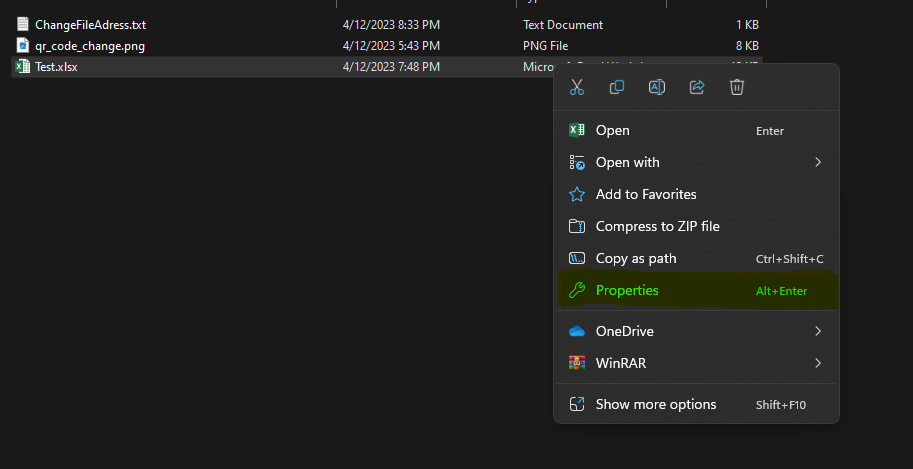 ChangeFileAdress.txt 4/12/2023 8:33 PM Text Document 1 KB
qr_code_change.png 4/12/2023 5:43 PM PNG File 8 KB
Test.xlsx 4/12/2023 7:48 PM
Open Enter
Open with
Add to Favorites
Compress to ZIP file
Copy as path Ctrl+Shift+C
Properties Alt+Enter
OneDrive
WinRAR
Show more options Shift+F10